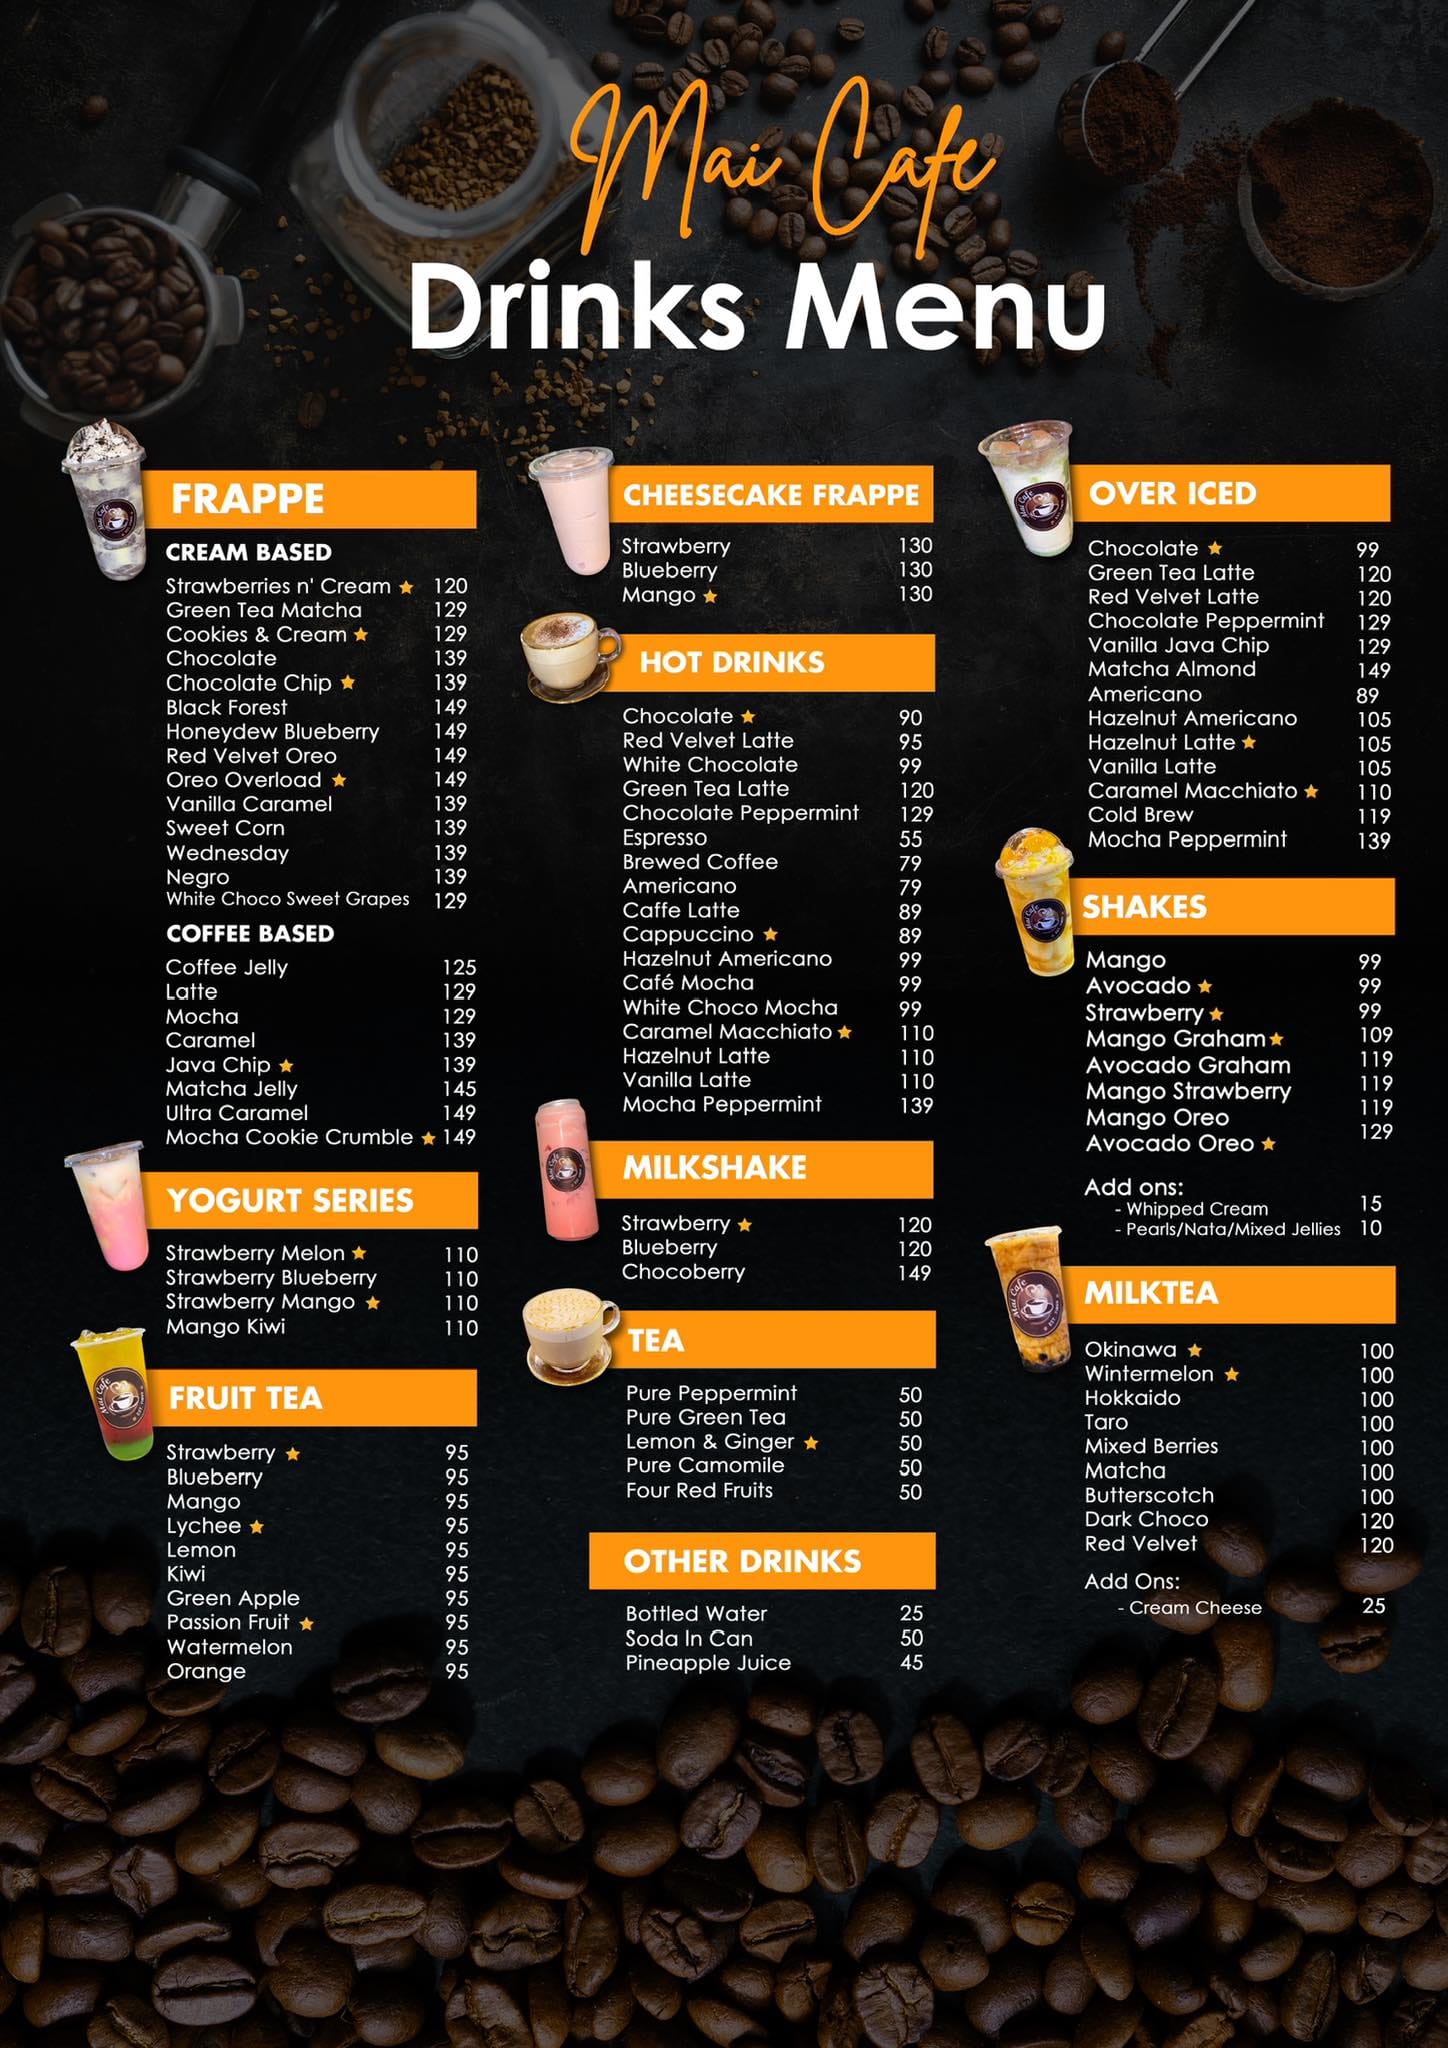 Mai Cafe
Drinks Menu
FRAPPE
CREAM BASED
Strawberries n' Cream ★ 120
Green Tea Matcha 129
Cookies & Cream ★ 129
Chocolate 139
Chocolate Chip ★ 139
Black Forest 149
Honeydew Blueberry 149
Red Velvet Oreo 149
Oreo Overload ★ 149
Vanilla Caramel 139
Sweet Corn 139
Wednesday 139
Negro 139
White Choco Sweet Grapes 129
COFFEE BASED
Coffee Jelly 125
Latte 129
Mocha 129
Caramel 139
Java Chip ★ 139
Matcha Jelly 145
Ultra Caramel 149
Mocha Cookie Crumble ★ 149
YOGURT SERIES
Strawberry Melon ★ 110
Strawberry Blueberry 110
Strawberry Mango ★ 110
Mango Kiwi 110
FRUIT TEA
Strawberry ★ 95
Blueberry 95
Mango 95
Lychee ★ 95
Lemon 95
Kiwi 95
Green Apple 95
Passion Fruit ★ 95
Watermelon 95
Orange 95
CHEESECAKE FRAPPE
Strawberry 130
Blueberry 130
Mango ★ 130
HOT DRINKS
Chocolate ★ 90
Red Velvet Latte 95
White Chocolate 99
Green Tea Latte 120
Chocolate Peppermint 129
Espresso 55
Brewed Coffee 79
Americano 79
Caffe Latte 89
Cappuccino ★ 89
Hazelnut Americano 99
Café Mocha 99
White Choco Mocha 99
Caramel Macchiato ★ 110
Hazelnut Latte 110
Vanilla Latte 110
Mocha Peppermint 139
MILKSHAKE
Strawberry ★ 120
Blueberry 120
Chocoberry 149
TEA
Pure Peppermint 50
Pure Green Tea 50
Lemon & Ginger ★ 50
Pure Camomile 50
Four Red Fruits 50
OTHER DRINKS
Bottled Water 25
Soda In Can 50
Pineapple Juice 45
OVER ICED
Chocolate ★ 99
Green Tea Latte 120
Red Velvet Latte 120
Chocolate Peppermint 129
Vanilla Java Chip 129
Matcha Almond 149
Americano 89
Hazelnut Americano 105
Hazelnut Latte ★ 105
Vanilla Latte 105
Caramel Macchiato ★ 110
Cold Brew 119
Mocha Peppermint 139
SHAKES
Mango 99
Avocado ★ 99
Strawberry ★ 99
Mango Graham ★ 109
Avocado Graham 119
Mango Strawberry 119
Mango Oreo 119
Avocado Oreo ★ 129
Add ons:
- Whipped Cream 15
- Pearls/Nata/Mixed Jellies 10
MILKTEA
Okinawa ★ 100
Wintermelon ★ 100
Hokkaido 100
Taro 100
Mixed Berries 100
Matcha 100
Butterscotch 100
Dark Choco 120
Red Velvet 120
Add Ons:
- Cream Cheese 25